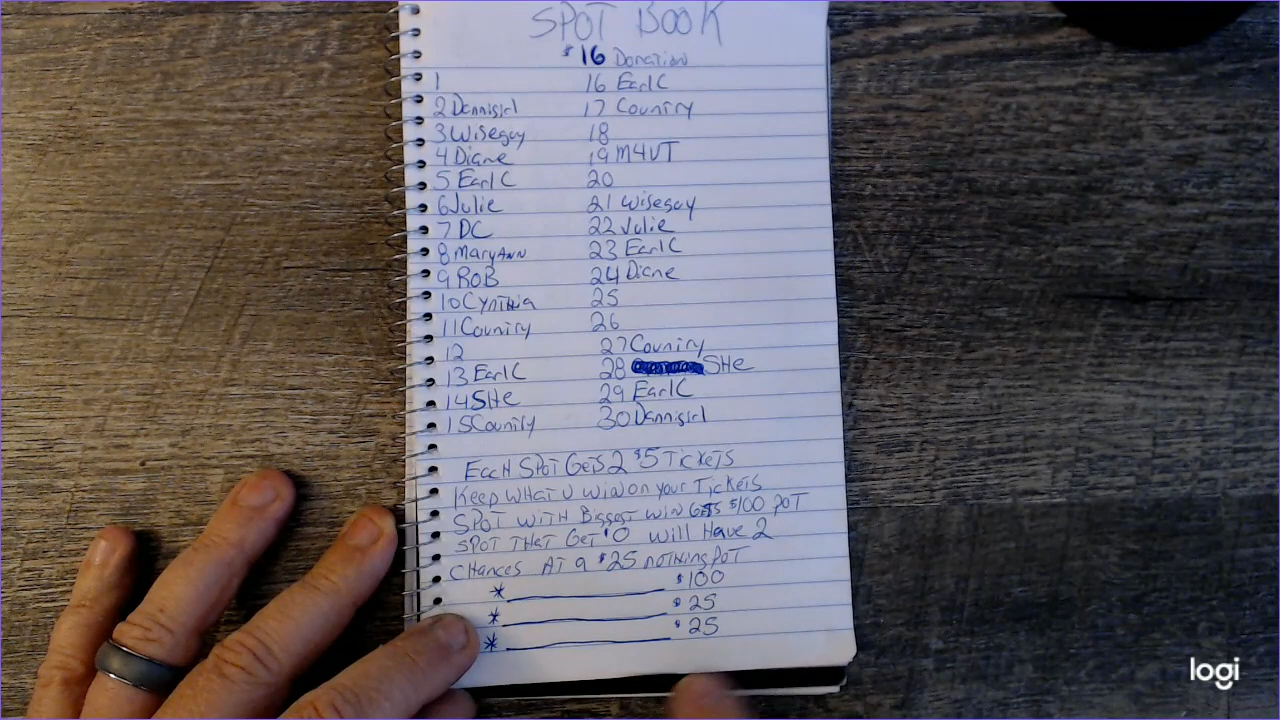 SPOT BOOK
$16 Donation
1
2 Dannigirl
3 Wiseguy
4 Diane
5 EarlC
6 Julie
7 DC
8 MaryAnn
9 ROB
10 Cynthia
11 Country
12
13 EarlC
14 SHe
15 Country
16 EarlC
17 Country
18
19 M4VT
20
21 Wiseguy
22 Julie
23 EarlC
24 Diane
25
26
27 Country
28 SHe
29 EarlC
30 Dannigirl
EacH SPOT GeTS 2 $5 TickeTS
Keep WHaT U WIN on your TickeTS
SPOT WITH BiggesT WIN GeTS $100 POT
SPOT THaT GeT $0 Will Have 2
CHances AT a $25 noTHing PoT
* $100
* $25
* $25
logi